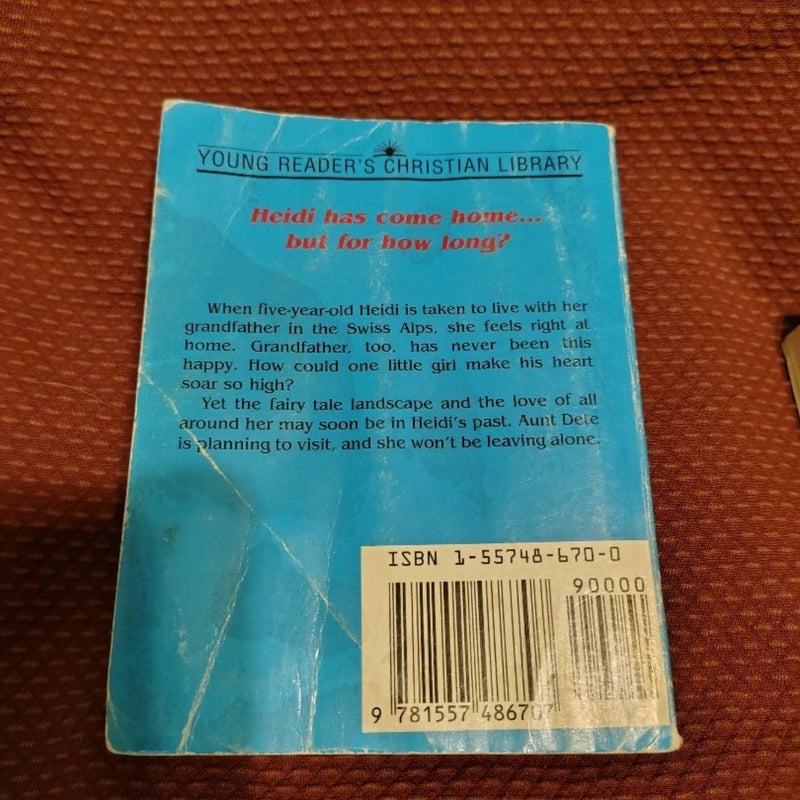 YOUNG READER'S CHRISTIAN LIBRARY
Heidi has come home...
but for how long?
When five-year-old Heidi is taken to live with her
grandfather in the Swiss Alps, she feels right at
home. Grandfather, too, has never been this
happy. How could one little girl make his heart
soar so high?
Yet the fairy tale landscape and the love of all
around her may soon be in Heidi's past. Aunt Dete
is planning to visit, and she won't be leaving alone.
ISBN 1-55748-670-0
90000
9 781557 48670